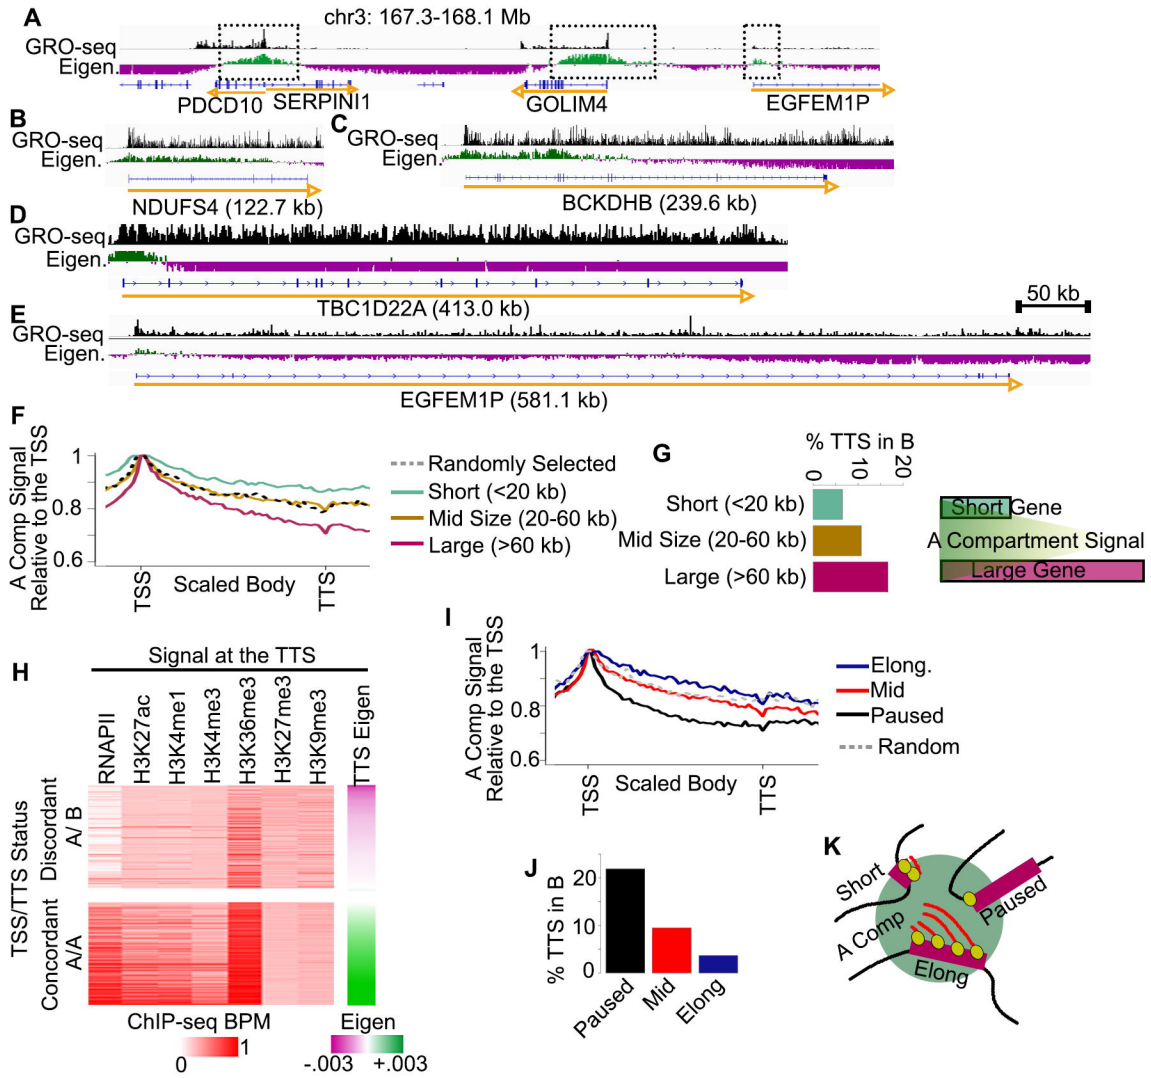 A
chr3: 167.3-168.1 Mb
GRO-seq
Eigen.
PDCD10
SERPINI1
GOLIM4
EGFEM1P
B
GRO-seq
Eigen.
NDUFS4 (122.7 kb)
C
GRO-seq
Eigen.
BCKDHB (239.6 kb)
D
GRO-seq
Eigen.
TBC1D22A (413.0 kb)
50 kb
E
GRO-seq
Eigen.
EGFEM1P (581.1 kb)
F
A Comp Signal
Relative to the TSS
1
0.8
0.6
TSS
Scaled Body
TTS
Randomly Selected
Short (<20 kb)
Mid Size (20-60 kb)
Large (>60 kb)
G
% TTS in B
0
10
20
Short (<20 kb)
Mid Size (20-60 kb)
Large (>60 kb)
Short Gene
A Compartment Signal
Large Gene
H
Signal at the TTS
RNAPII
H3K27ac
H3K4me1
H3K4me3
H3K36me3
H3K27me3
H3K9me3
TTS Eigen
TSS/TTS Status
Discordant
A/ B
Concordant
A/A
ChIP-seq BPM
0
1
Eigen
-.003
+.003
I
A Comp Signal
Relative to the TSS
1
0.8
0.6
TSS
Scaled Body
TTS
Elong.
Mid
Paused
Random
J
% TTS in B
20
10
0
Paused
Mid
Elong
K
Short
Paused
A Comp
Elong